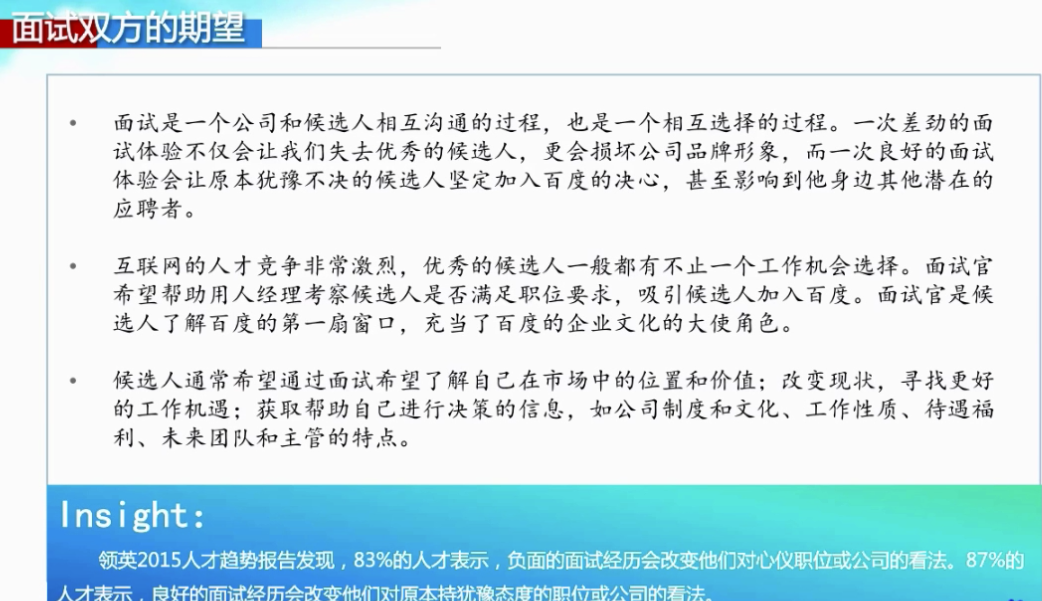 面试双方的期望
• 面试是一个公司和候选人相互沟通的过程，也是一个相互选择的过程。一次差劲的面
试体验不仅会让我们失去优秀的候选人，更会损坏公司品牌形象，而一次良好的面试
体验会让原本犹豫不决的候选人坚定加入百度的决心，甚至影响到他身边其他潜在的
应聘者。
• 互联网的人才竞争非常激烈，优秀的候选人一般都有不止一个工作机会选择。面试官
希望帮助用人经理考察候选人是否满足职位要求，吸引候选人加入百度。面试官是候
选人了解百度的第一扇窗口，充当了百度的企业文化的大使角色。
• 候选人通常希望通过面试希望了解自己在市场中的位置和价值；改变现状，寻找更好
的工作机遇；获取帮助自己进行决策的信息，如公司制度和文化、工作性质、待遇福
利、未来团队和主管的特点。
Insight:
领英2015人才趋势报告发现，83%的人才表示，负面的面试经历会改变他们对心仪职位或公司的看法。87%的
人才表示，良好的面试经历会改变他们对原本持犹豫态度的职位或公司的看法。